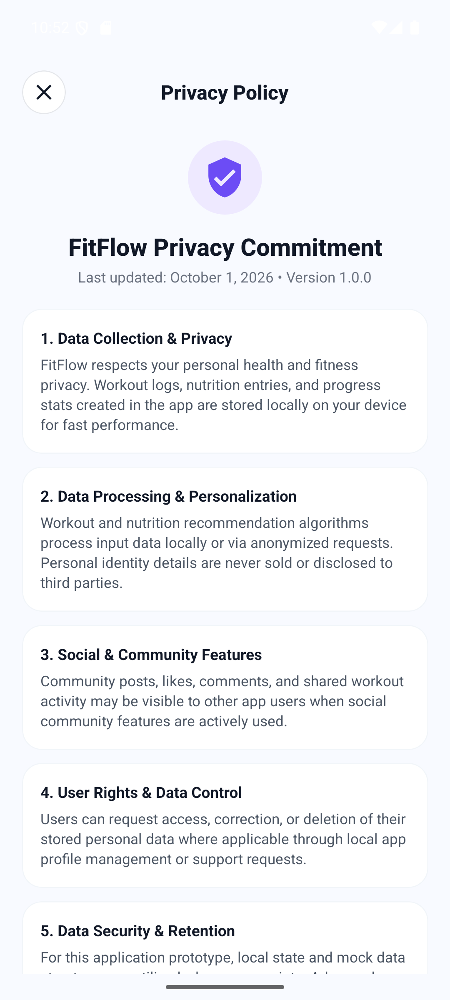 10:52
Privacy Policy
FitFlow Privacy Commitment
Last updated: October 1, 2026 • Version 1.0.0
1. Data Collection & Privacy
FitFlow respects your personal health and fitness
privacy. Workout logs, nutrition entries, and progress
stats created in the app are stored locally on your device
for fast performance.
2. Data Processing & Personalization
Workout and nutrition recommendation algorithms
process input data locally or via anonymized requests.
Personal identity details are never sold or disclosed to
third parties.
3. Social & Community Features
Community posts, likes, comments, and shared workout
activity may be visible to other app users when social
community features are actively used.
4. User Rights & Data Control
Users can request access, correction, or deletion of their
stored personal data where applicable through local app
profile management or support requests.
5. Data Security & Retention
For this application prototype, local state and mock data